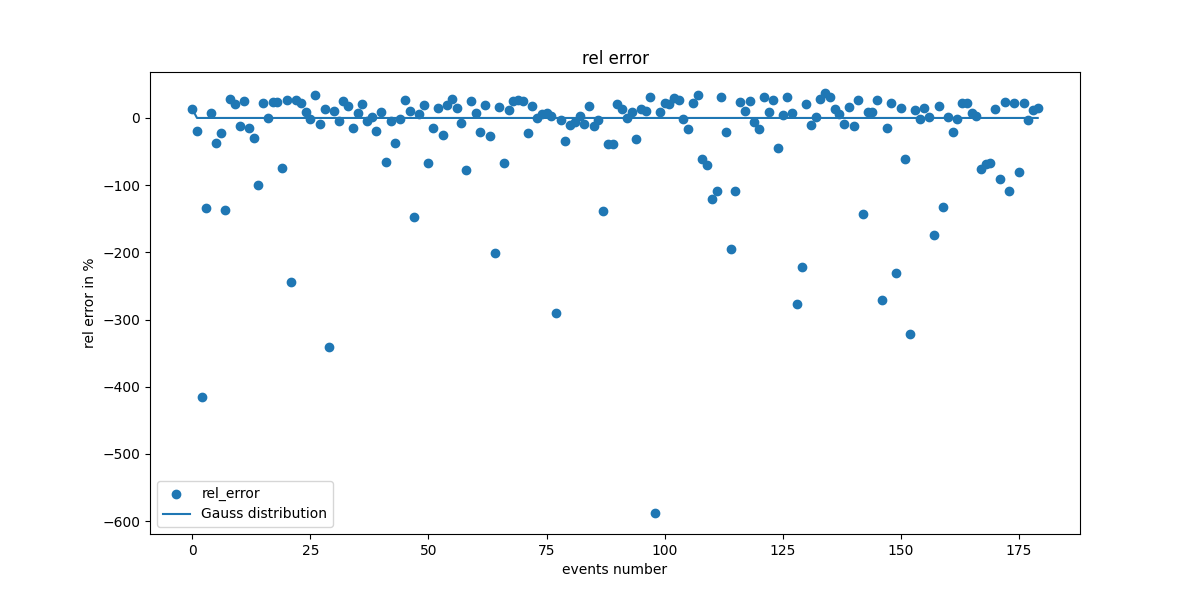 rel error
0
−100
−200
−300
−400
−500
−600
rel error in %
rel_error
Gauss distribution
0 25 50 75 100 125 150 175
events number